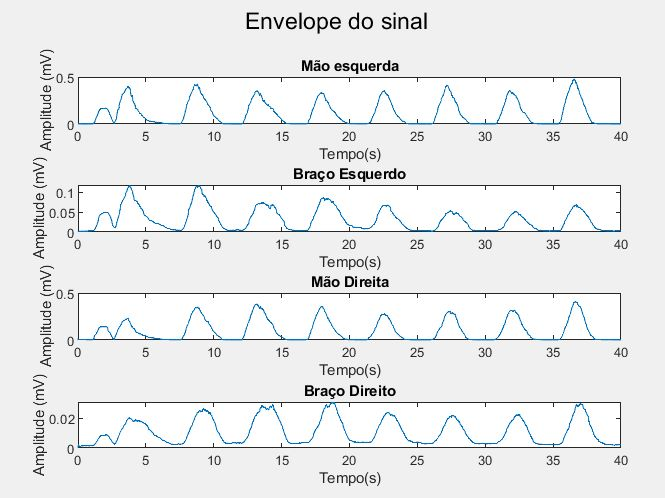 Envelope do sinal
Mão esquerda
Amplitude (mV)
0.5
0
0 5 10 15 20 25 30 35 40
Tempo(s)
Braço Esquerdo
Amplitude (mV)
0.1
0.05
0
0 5 10 15 20 25 30 35 40
Tempo(s)
Mão Direita
Amplitude (mV)
0.5
0
0 5 10 15 20 25 30 35 40
Tempo(s)
Braço Direito
Amplitude (mV)
0.02
0
0 5 10 15 20 25 30 35 40
Tempo(s)